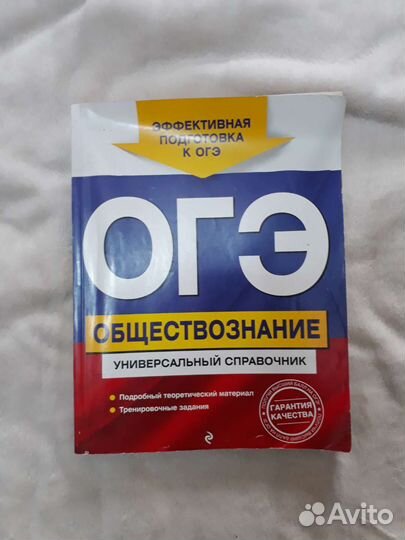 ЭФФЕКТИВНАЯ
ПОДГОТОВКА
К ОГЭ
ОГЭ
ОБЩЕСТВОЗНАНИЕ
УНИВЕРСАЛЬНЫЙ СПРАВОЧНИК
Подробный теоретический материал
Тренировочные задания
ГАРАНТИЯ
КАЧЕСТВА
Avito